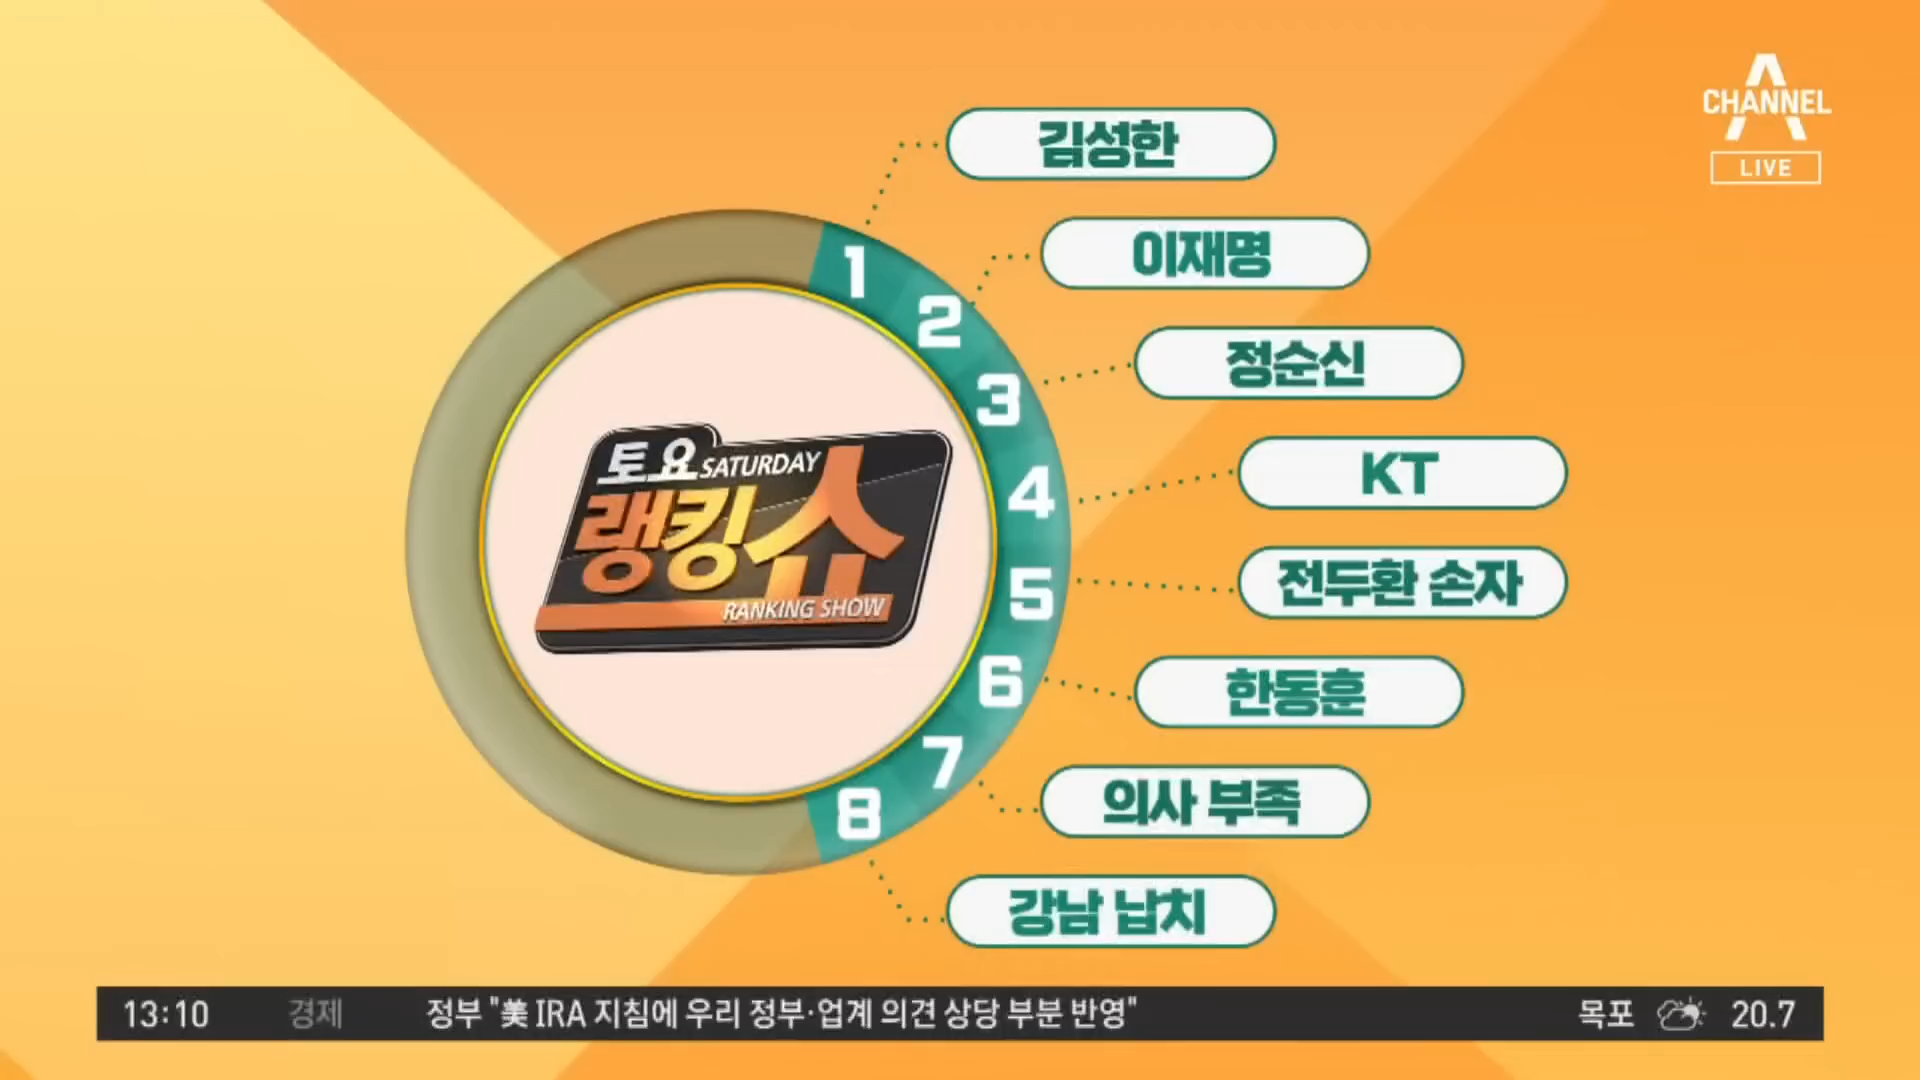 CHANNEL A
LIVE
토요 SATURDAY
랭킹쇼
RANKING SHOW
1 김성한
2 이재명
3 정순신
4 KT
5 전두환 손자
6 한동훈
7 의사 부족
8 강남 납치
13:10 경제 정부 "美 IRA 지침에 우리 정부·업계 의견 상당 부분 반영" 목포 20.7